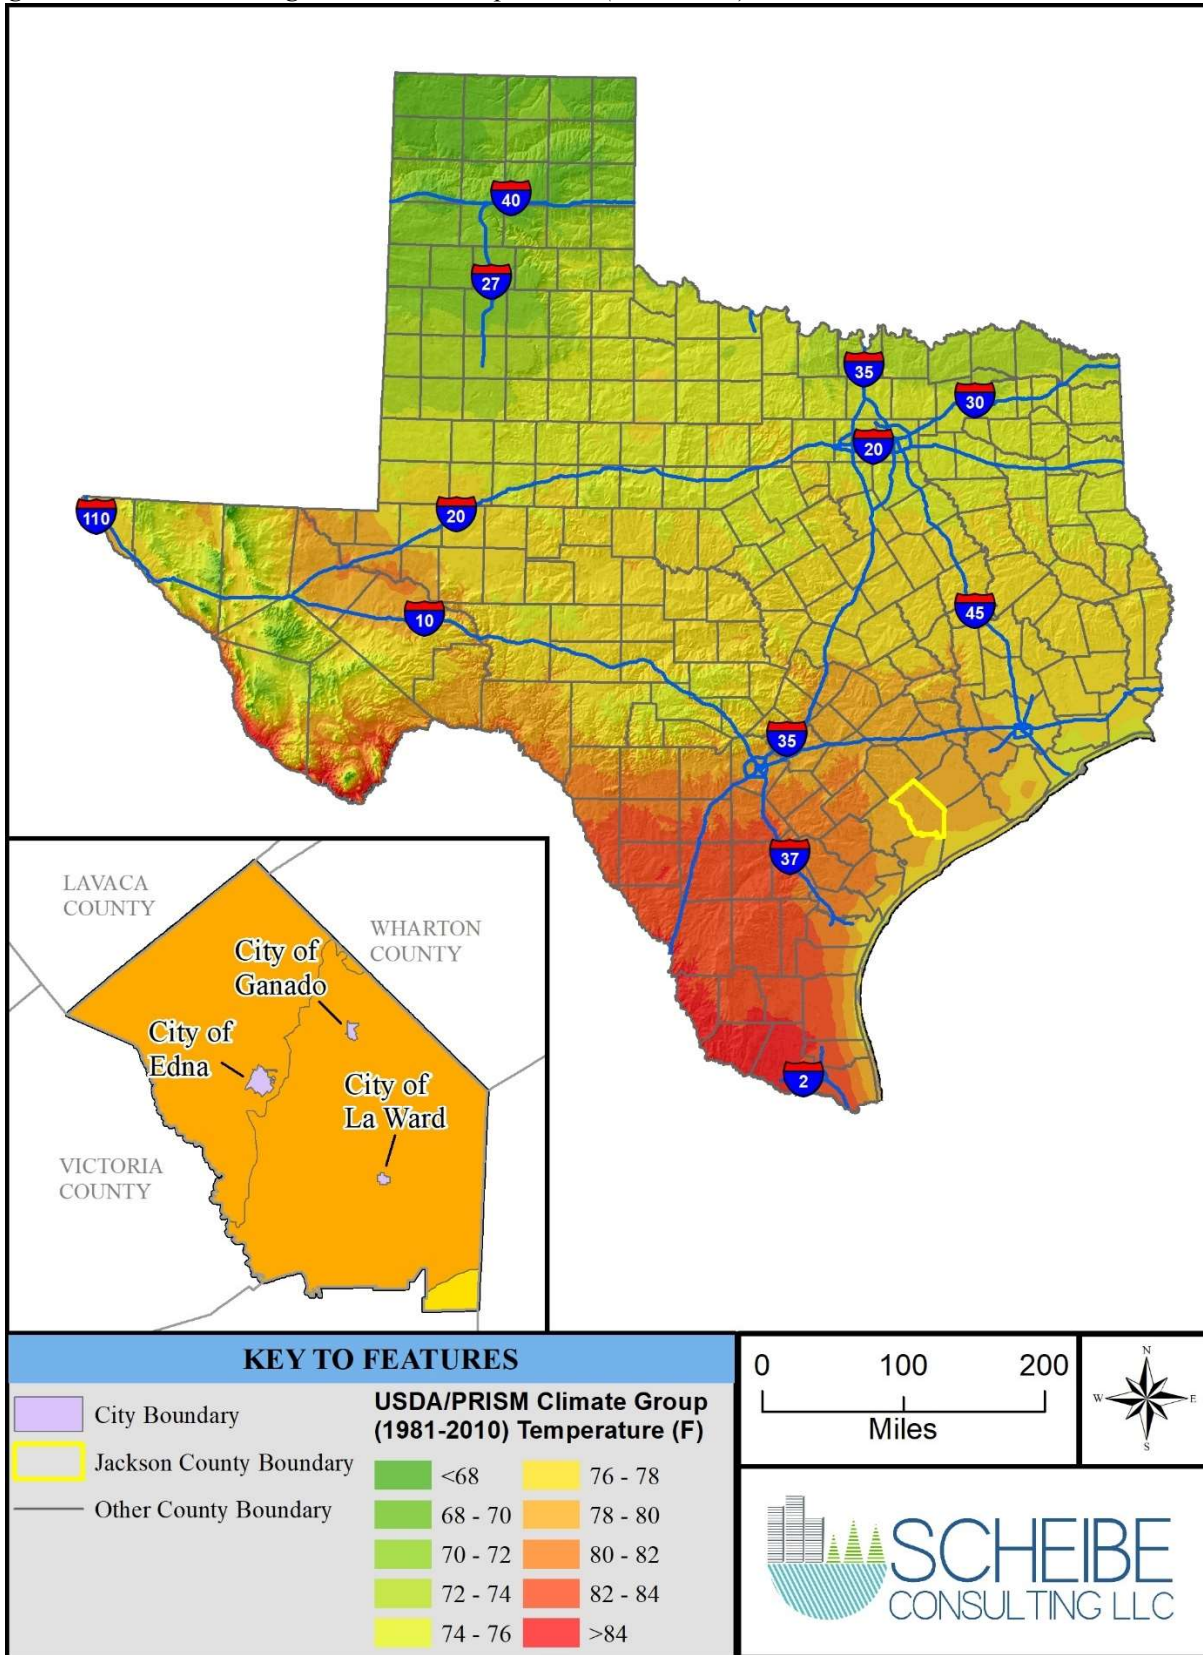 40
27
35
30
20
20
110
10
45
35
37
2
LAVACA
COUNTY
WHARTON
COUNTY
City of
Ganado
City of
Edna
City of
La Ward
VICTORIA
COUNTY
KEY TO FEATURES
City Boundary
Jackson County Boundary
Other County Boundary
USDA/PRISM Climate Group
(1981-2010) Temperature (F)
<68
68 - 70
70 - 72
72 - 74
74 - 76
76 - 78
78 - 80
80 - 82
82 - 84
>84
0 100 200
Miles
N
W E
S
SCHEIBE
CONSULTING LLC